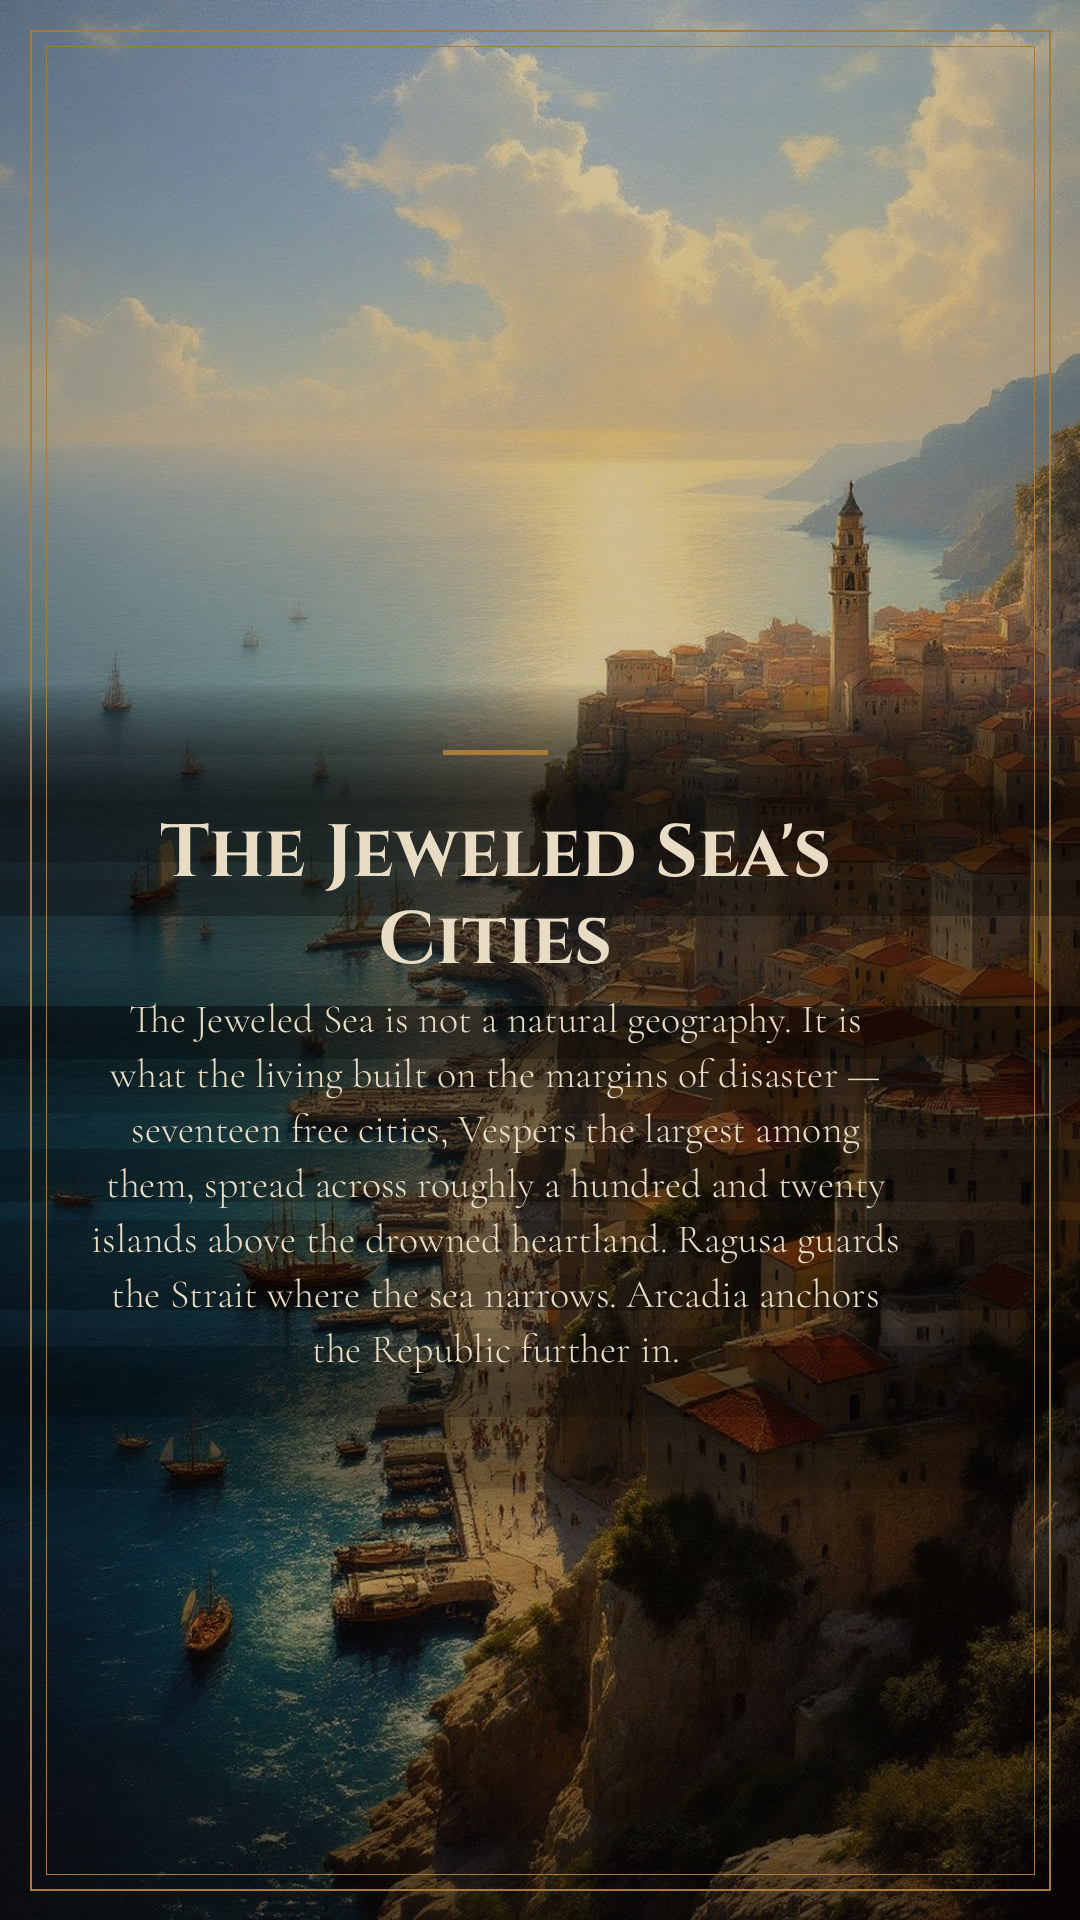 The Jeweled Sea's
Cities
The Jeweled Sea is not a natural geography. It is
what the living built on the margins of disaster —
seventeen free cities, Vespers the largest among
them, spread across roughly a hundred and twenty
islands above the drowned heartland. Ragusa guards
the Strait where the sea narrows. Arcadia anchors
the Republic further in.